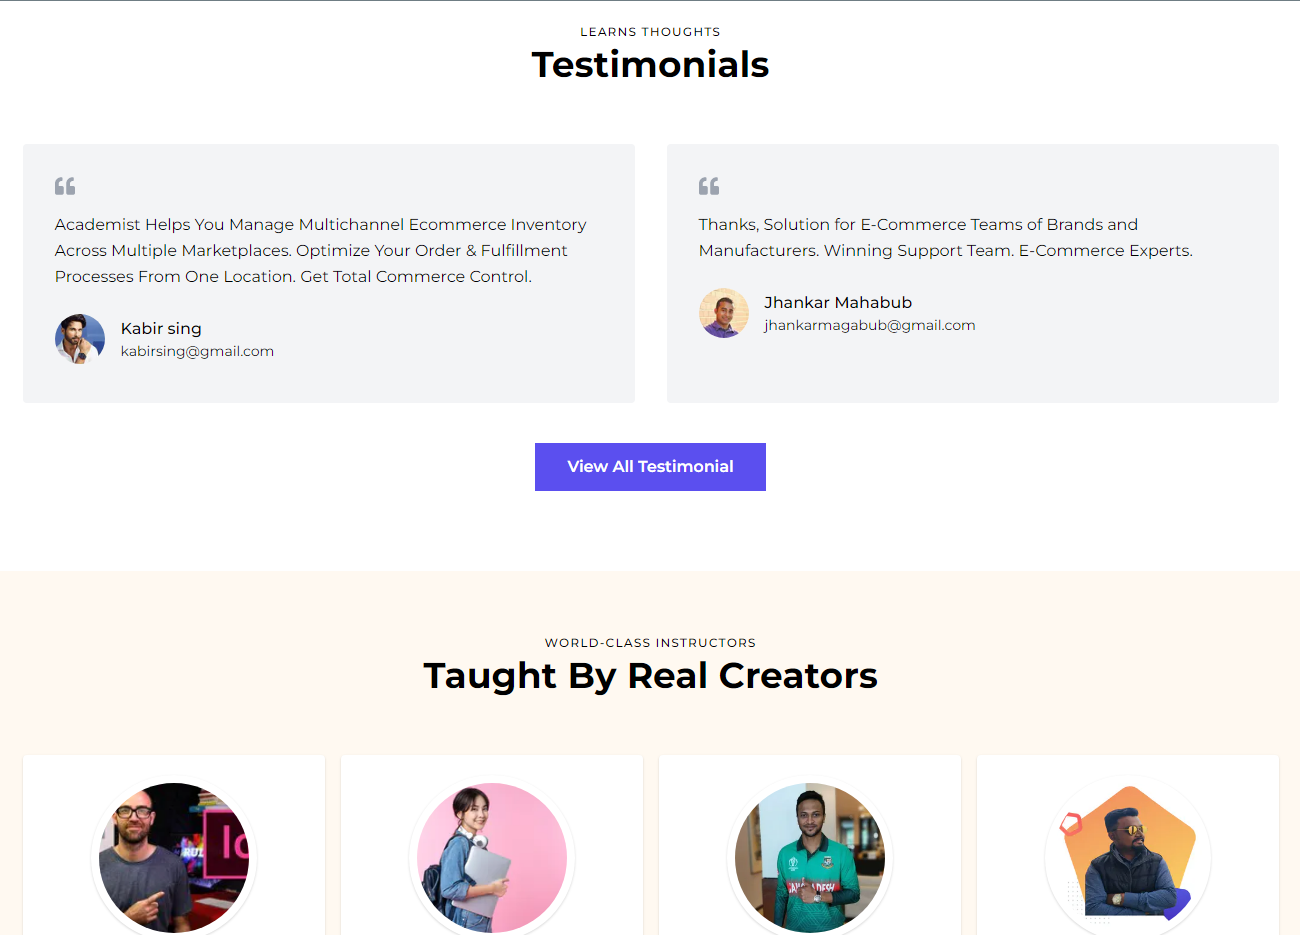 LEARNS THOUGHTS
Testimonials
Academist Helps You Manage Multichannel Ecommerce Inventory
Across Multiple Marketplaces. Optimize Your Order & Fulfillment
Processes From One Location. Get Total Commerce Control.
Kabir sing
kabirsing@gmail.com
Thanks, Solution for E-Commerce Teams of Brands and
Manufacturers. Winning Support Team. E-Commerce Experts.
Jhankar Mahabub
jhankarmagabub@gmail.com
View All Testimonial
WORLD-CLASS INSTRUCTORS
Taught By Real Creators